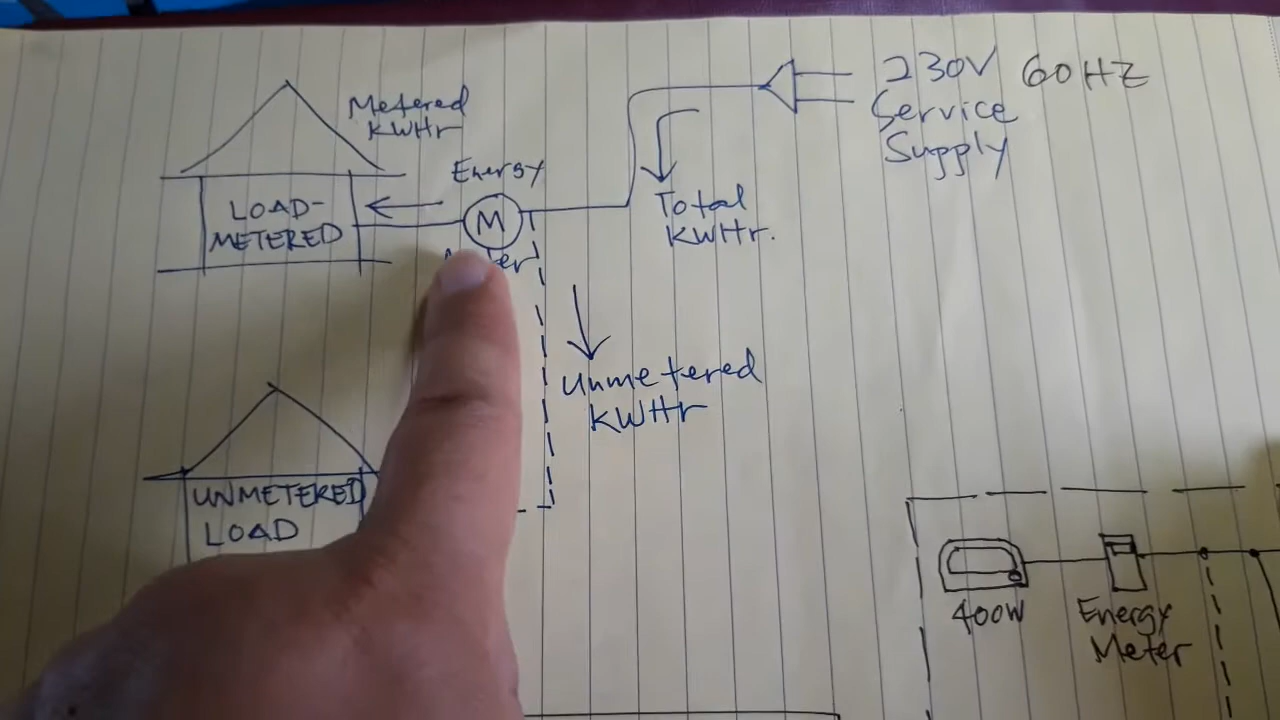 230V 60HZ
Service
Supply
Metered
KWHr
Energy
M
LOAD-
METERED
Total
KWHr.
Unmetered
KWHr
UNMETERED
LOAD
400W
Energy
Meter